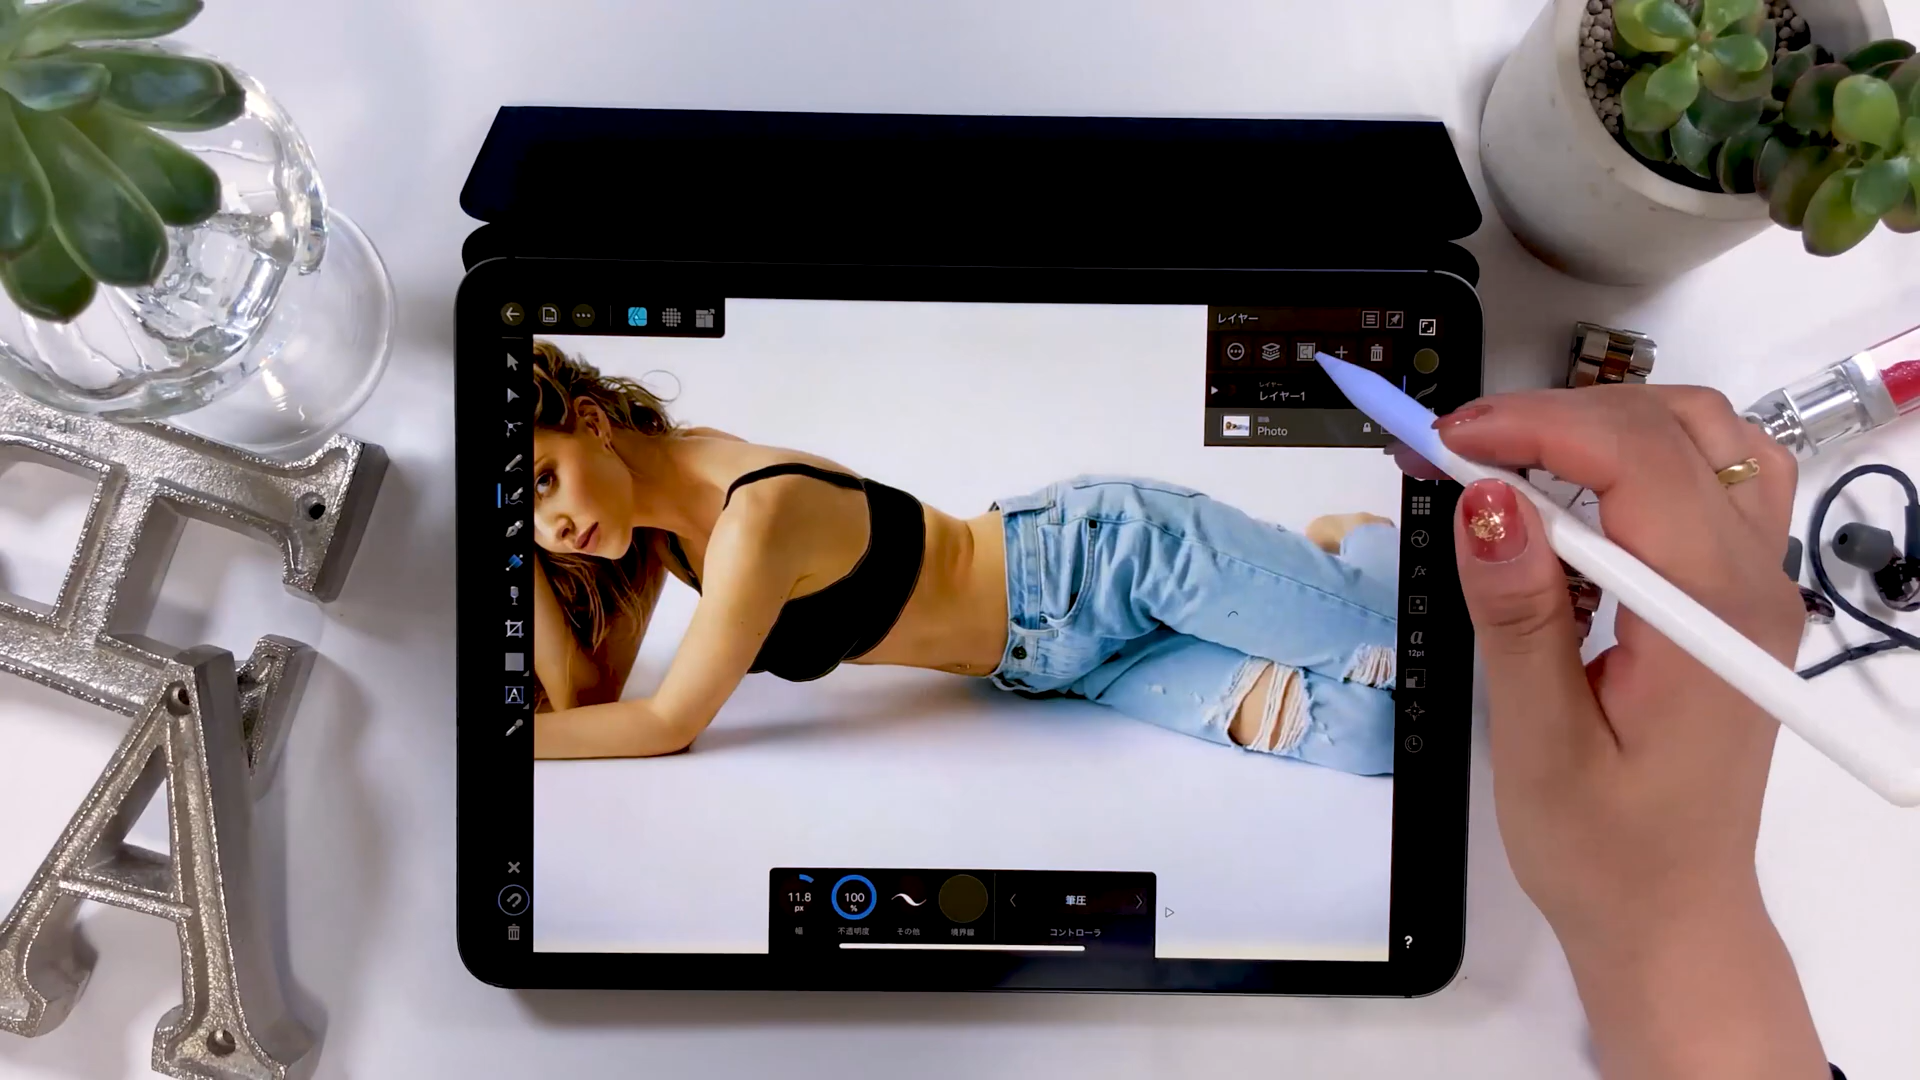 レイヤー
レイヤー
レイヤー1
Photo
fx
a
12pt
A
11.8
px
幅
100
%
不透明度
その他
境界線
筆圧
コントローラ
?
H
A